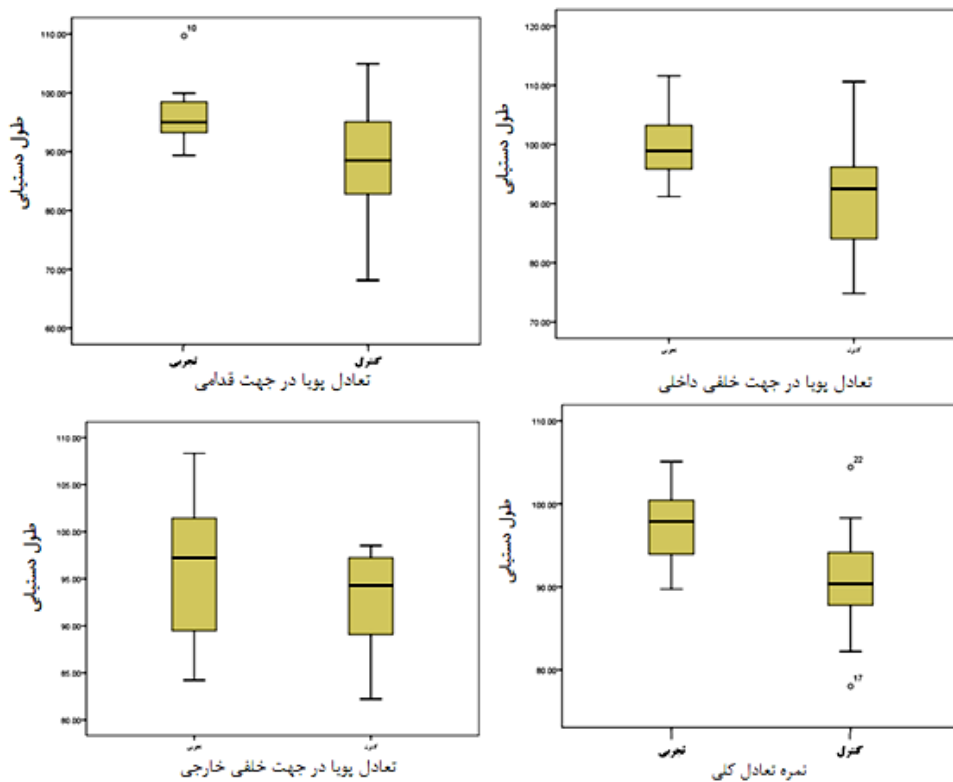 110.00
100.00
90.00
80.00
70.00
60.00
طول دستیابی
10
تجربی
کنترل
تعادل پویا در جهت قدامی
120.00
110.00
100.00
90.00
80.00
70.00
طول دستیابی
تجربی
کنترل
تعادل پویا در جهت خلفی داخلی
110.00
105.00
100.00
95.00
90.00
85.00
80.00
طول دستیابی
تجربی
کنترل
تعادل پویا در جهت خلفی خارجی
110.00
100.00
90.00
80.00
طول دستیابی
22
17
تجربی
کنترل
نمره تعادل کلی